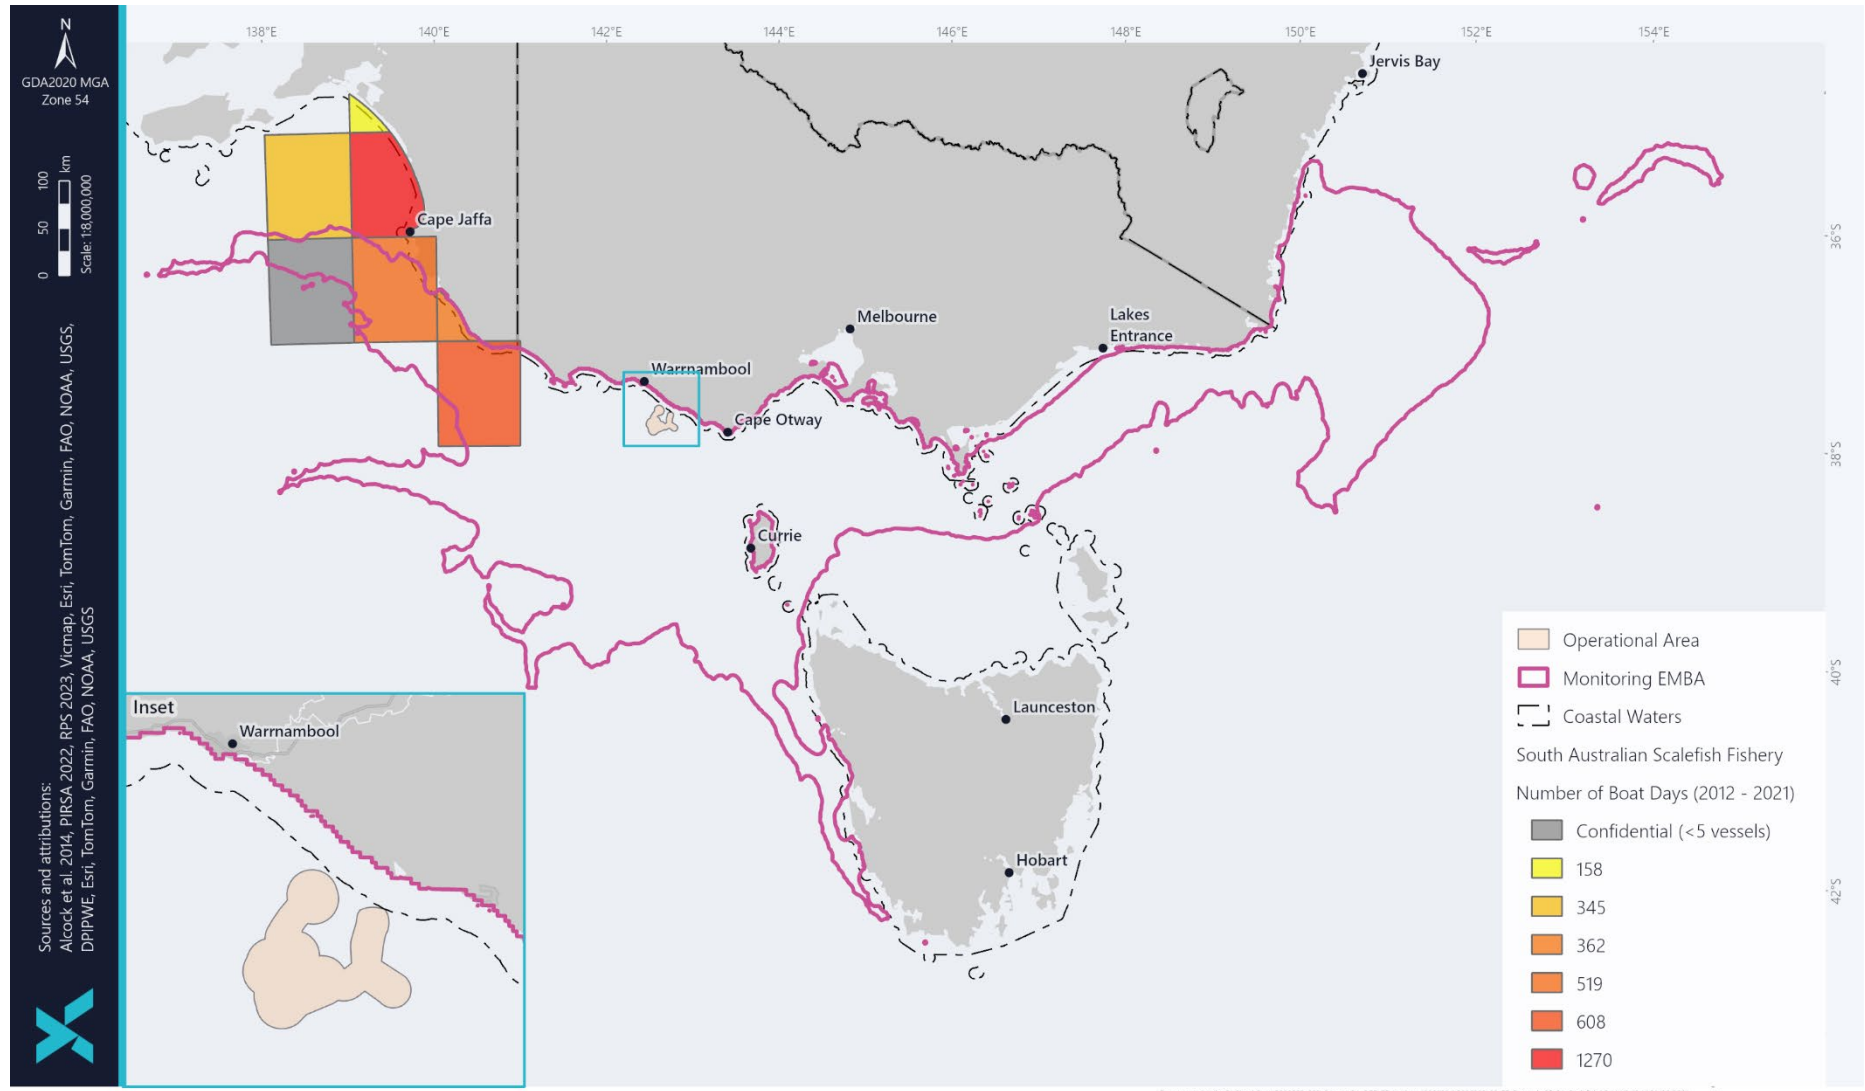 N
GDA2020 MGA
Zone 54
0 50 100 km
Scale: 1:8,000,000
Sources and attributions:
Alcock et al. 2014, PIRSA 2022, RPS 2023, Vicmap, Esri, TomTom, Garmin, FAO, NOAA, USGS,
DPIPWE, Esri, TomTom, Garmin, FAO, NOAA, USGS
138°E 140°E 142°E 144°E 146°E 148°E 150°E 152°E 154°E
Jervis Bay
Cape Jaffa
36°S
Melbourne
Lakes
Entrance
Warrnambool
Cape Otway
38°S
Currie
40°S
Launceston
Hobart
42°S
Inset
Warrnambool
Operational Area
Monitoring EMBA
Coastal Waters
South Australian Scalefish Fishery
Number of Boat Days (2012 - 2021)
Confidential (<5 vessels)
158
345
362
519
608
1270